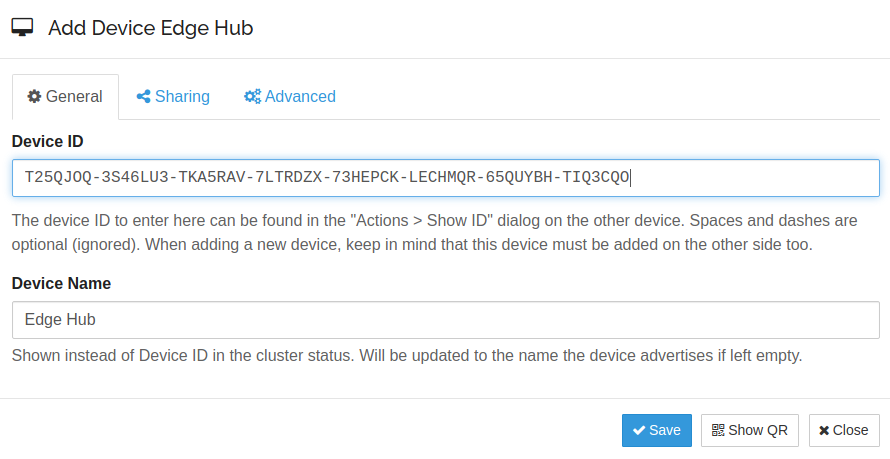 Add Device Edge Hub
General
Sharing
Advanced
Device ID
T25QJOQ-3S46LU3-TKA5RAV-7LTRDZX-73HEPCK-LECHMQR-65QUYBH-TIQ3CQO
The device ID to enter here can be found in the "Actions > Show ID" dialog on the other device. Spaces and dashes are
optional (ignored). When adding a new device, keep in mind that this device must be added on the other side too.
Device Name
Edge Hub
Shown instead of Device ID in the cluster status. Will be updated to the name the device advertises if left empty.
Save
Show QR
Close